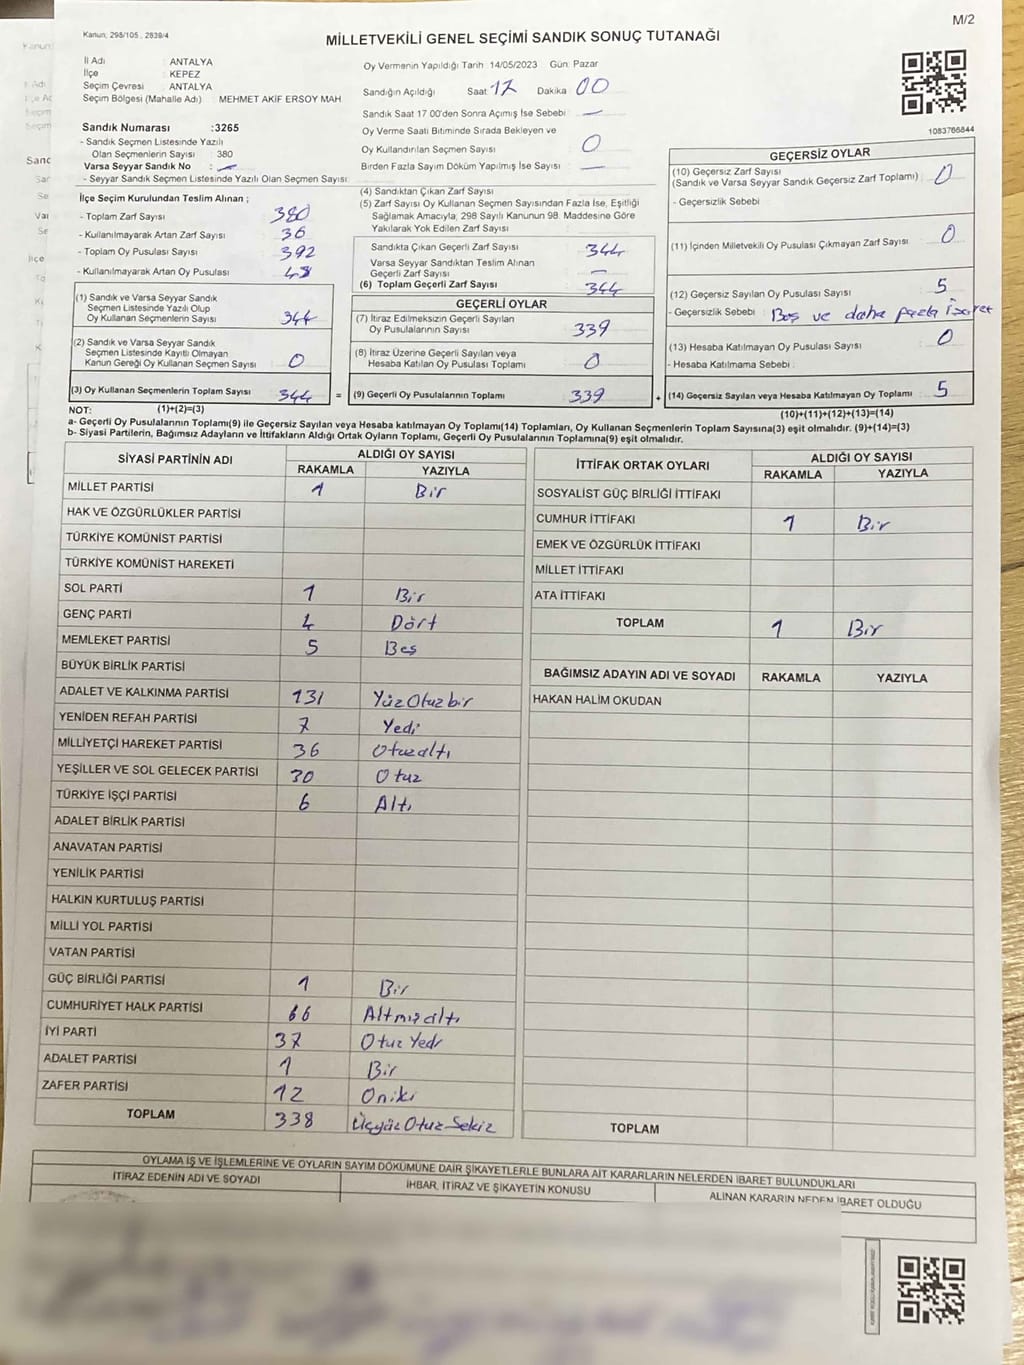 M/2
Kanun; 298/105 , 2839/4
MİLLETVEKİLİ GENEL SEÇİMİ SANDIK SONUÇ TUTANAĞI
İl Adı : ANTALYA
İlçe : KEPEZ
Seçim Çevresi : ANTALYA
Seçim Bölgesi (Mahalle Adı) : MEHMET AKİF ERSOY MAH
Oy Vermenin Yapıldığı Tarih :14/05/2023 Gün: Pazar
Sandığın Açıldığı Saat 17 Dakika 00
Sandık Saat 17.00'den Sonra Açımış İse Sebebi : —
Oy Verme Saati Bitiminde Sırada Bekleyen ve
Oy Kullandırılan Seçmen Sayısı : 0
Birden Fazla Sayım Döküm Yapılmış İse Sayısı : —
1083766844
Sandık Numarası :3265
- Sandık Seçmen Listesinde Yazılı
Olan Seçmenlerin Sayısı : 380
Varsa Seyyar Sandık No : —
- Seyyar Sandık Seçmen Listesinde Yazılı Olan Seçmen Sayısı:
İlçe Seçim Kurulundan Teslim Alınan ;
- Toplam Zarf Sayısı : 380
- Kullanılmayarak Artan Zarf Sayısı : 36
- Toplam Oy Pusulası Sayısı : 392
- Kullanılmayarak Artan Oy Pusulası : 48
(1) Sandık ve Varsa Seyyar Sandık
Seçmen Listesinde Yazılı Olup
Oy Kullanan Seçmenlerin Sayısı : 344
(2) Sandık ve Varsa Seyyar Sandık
Seçmen Listesinde Kayıtlı Olmayan
Kanun Gereği Oy Kullanan Seçmen Sayısı : 0
(3) Oy Kullanan Seçmenlerin Toplam Sayısı : 344 =
(4) Sandıktan Çıkan Zarf Sayısı
(5) Zarf Sayısı Oy Kullanan Seçmen Sayısından Fazla İse, Eşitliği
Sağlamak Amacıyla, 298 Sayılı Kanunun 98. Maddesine Göre
Yakılarak Yok Edilen Zarf Sayısı :
Sandıkta Çıkan Geçerli Zarf Sayısı : 344
Varsa Seyyar Sandıktan Teslim Alınan
Geçerli Zarf Sayısı : —
(6) Toplam Geçerli Zarf Sayısı : 344
GEÇERLİ OYLAR
(7) İtiraz Edilmeksizin Geçerli Sayılan
Oy Pusulalarının Sayısı : 339
(8) İtiraz Üzerine Geçerli Sayılan veya
Hesaba Katılan Oy Pusulası Toplamı : 0
(9) Geçerli Oy Pusulalarının Toplamı : 339 +
GEÇERSİZ OYLAR
(10) Geçersiz Zarf Sayısı
(Sandık ve Varsa Seyyar Sandık Geçersiz Zarf Toplamı) : 0
- Geçersizlik Sebebi
(11) İçinden Milletvekili Oy Pusulası Çıkmayan Zarf Sayısı : 0
(12) Geçersiz Sayılan Oy Pusulası Sayısı : 5
- Geçersizlik Sebebi : Boş ve daha fazla İşaret
(13) Hesaba Katılmayan Oy Pusulası Sayısı : 0
- Hesaba Katılmama Sebebi :
(14) Geçersiz Sayılan veya Hesaba Katılmayan Oy Toplamı : 5
NOT: (1)+(2)=(3)
(10)+(11)+(12)+(13)=(14)
a- Geçerli Oy Pusulalarının Toplamı(9) ile Geçersiz Sayılan veya Hesaba katılmayan Oy Toplamı(14) Toplamları, Oy Kullanan Seçmenlerin Toplam Sayısına(3) eşit olmalıdır. (9)+(14)=(3)
b- Siyasi Partilerin, Bağımsız Adayların ve İttifakların Aldığı Ortak Oyların Toplamı, Geçerli Oy Pusulalarının Toplamına(9) eşit olmalıdır.
SİYASİ PARTİNİN ADI ALDIĞI OY SAYISI
RAKAMLA YAZIYLA
MİLLET PARTİSİ 1 Bir
HAK VE ÖZGÜRLÜKLER PARTİSİ
TÜRKİYE KOMÜNİST PARTİSİ
TÜRKİYE KOMÜNİST HAREKETİ
SOL PARTİ 1 Bir
GENÇ PARTİ 4 Dört
MEMLEKET PARTİSİ 5 Beş
BÜYÜK BİRLİK PARTİSİ
ADALET VE KALKINMA PARTİSİ 131 Yüz Otuz bir
YENİDEN REFAH PARTİSİ 7 Yedi
MİLLİYETÇİ HAREKET PARTİSİ 36 Otuzaltı
YEŞİLLER VE SOL GELECEK PARTİSİ 30 Otuz
TÜRKİYE İŞÇİ PARTİSİ 6 Altı
ADALET BİRLİK PARTİSİ
ANAVATAN PARTİSİ
YENİLİK PARTİSİ
HALKIN KURTULUŞ PARTİSİ
MİLLİ YOL PARTİSİ
VATAN PARTİSİ
GÜÇ BİRLİĞİ PARTİSİ 1 Bir
CUMHURİYET HALK PARTİSİ 66 Altmışaltı
İYİ PARTİ 37 Otuz Yedi
ADALET PARTİSİ 1 Bir
ZAFER PARTİSİ 12 Oniki
TOPLAM 338 Üçyüz Otuz Sekiz
İTTİFAK ORTAK OYLARI ALDIĞI OY SAYISI
RAKAMLA YAZIYLA
SOSYALİST GÜÇ BİRLİĞİ İTTİFAKI
CUMHUR İTTİFAKI 1 Bir
EMEK VE ÖZGÜRLÜK İTTİFAKI
MİLLET İTTİFAKI
ATA İTTİFAKI
TOPLAM 1 Bir
BAĞIMSIZ ADAYIN ADI VE SOYADI RAKAMLA YAZIYLA
HAKAN HALİM OKUDAN
TOPLAM
OYLAMA İŞ VE İŞLEMLERİNE VE OYLARIN SAYIM DÖKÜMÜNE DAİR ŞİKAYETLERLE BUNLARA AİT KARARLARIN NELERDEN İBARET BULUNDUKLARI
İTİRAZ EDENİN ADI VE SOYADI İHBAR, İTİRAZ VE ŞİKAYETİN KONUSU ALINAN KARARIN NEDEN İBARET OLDUĞU